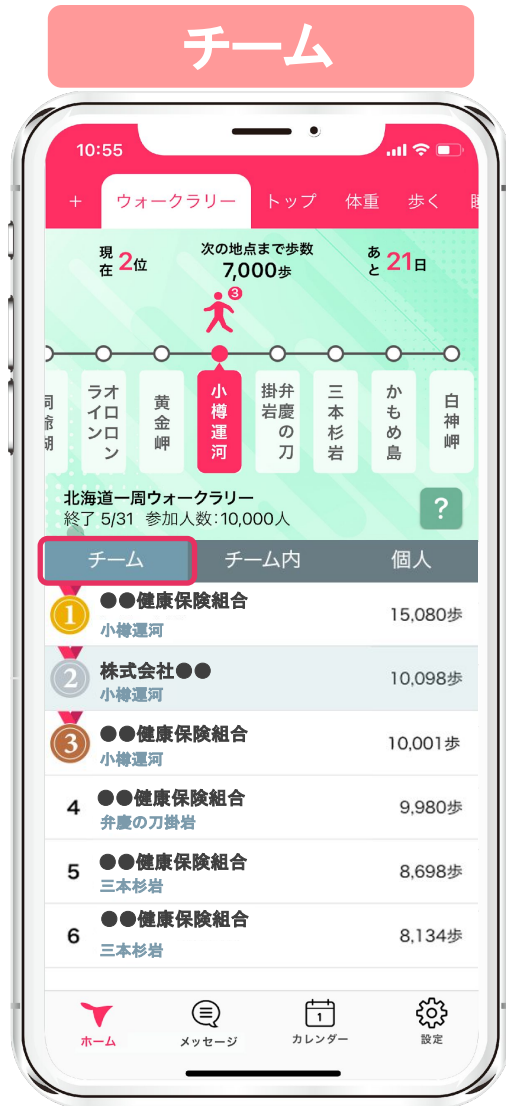 チーム
10:55
+ ウォークラリー トップ 体重 歩く
現在2位
次の地点まで歩数
7,000歩
あと21日
3
オロロンライン
黄金岬
小樽運河
弁慶の刀掛岩
三本杉岩
かもめ島
白神岬
北海道一周ウォークラリー
終了 5/31 参加人数:10,000人
?
チーム チーム内 個人
1 ●●健康保険組合 15,080歩
小樽運河
2 株式会社●● 10,098歩
小樽運河
3 ●●健康保険組合 10,001歩
小樽運河
4 ●●健康保険組合 9,980歩
弁慶の刀掛岩
5 ●●健康保険組合 8,698歩
三本杉岩
6 ●●健康保険組合 8,134歩
三本杉岩
1
ホーム メッセージ カレンダー 設定